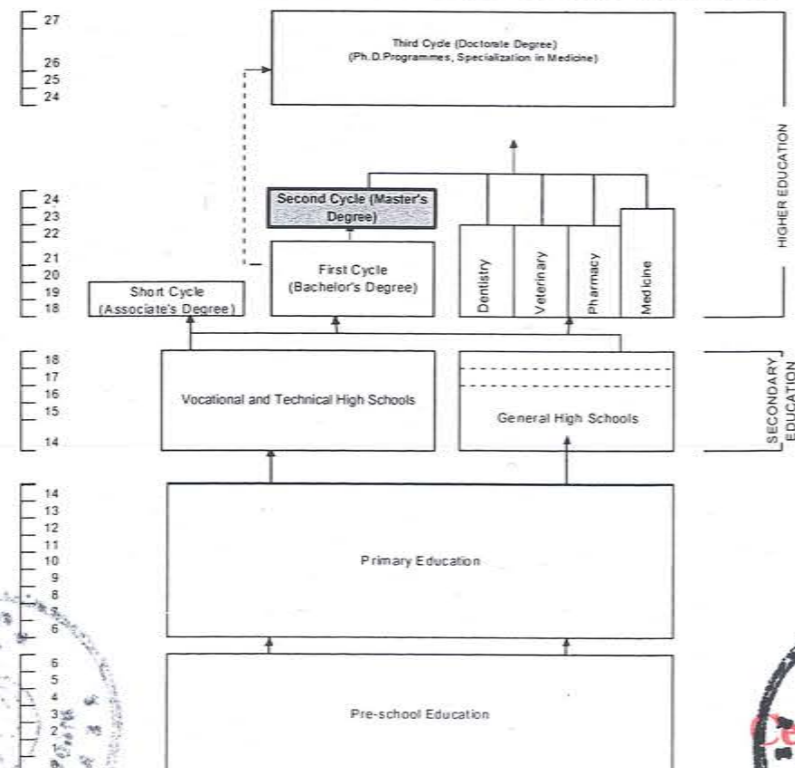 27
26
25
24
Third Cycle (Doctorate Degree)
(Ph.D.Programmes, Specialization in Medicine)
24
23
22
21
20
19
18
Second Cycle (Master's
Degree)
First Cycle
(Bachelor's Degree)
Short Cycle
(Associate's Degree)
Dentistry
Veterinary
Pharmacy
Medicine
HIGHER EDUCATION
18
17
16
15
14
Vocational and Technical High Schools
General High Schools
SECONDARY
EDUCATION
14
13
12
11
10
9
8
7
6
Primary Education
6
5
4
3
2
1
Pre-school Education